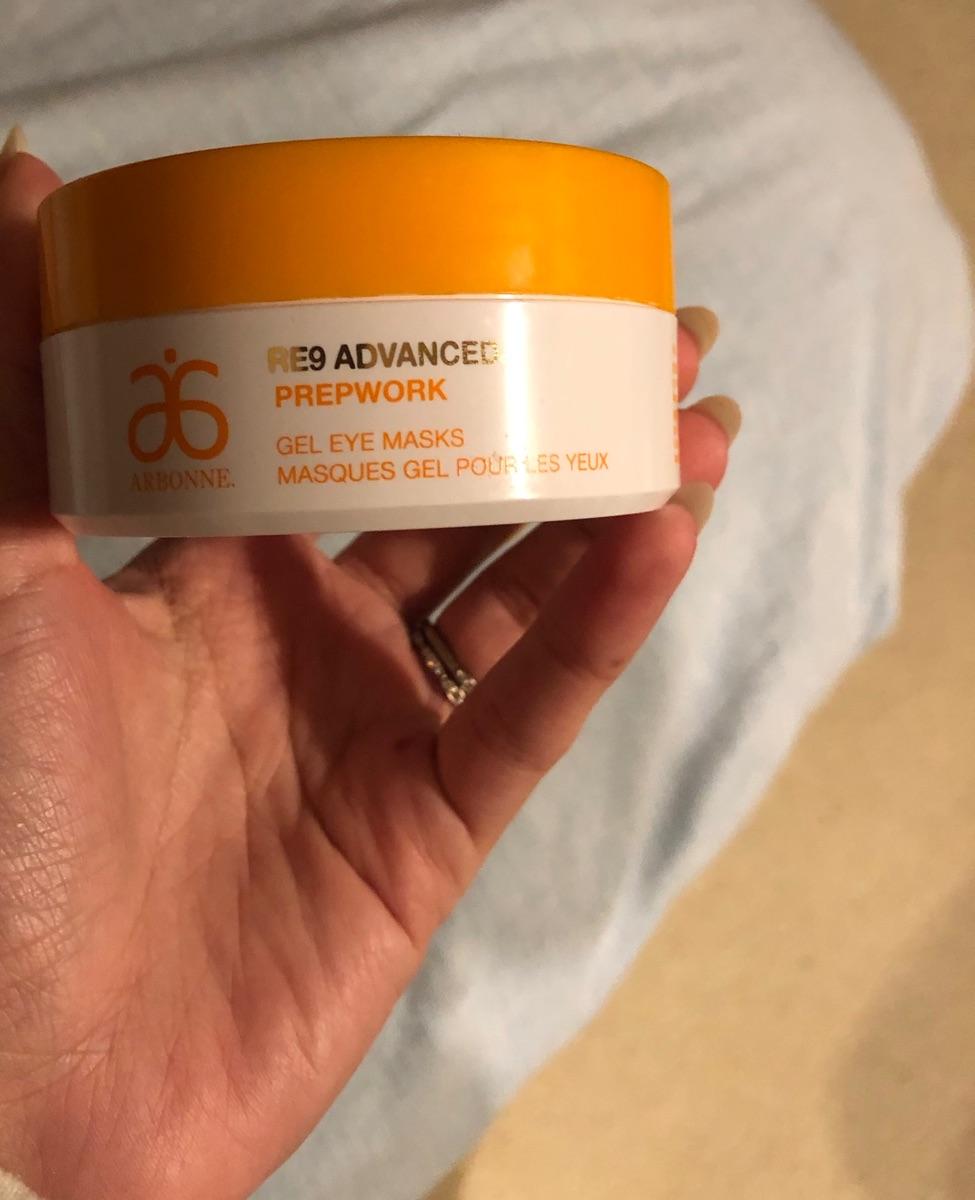 RE9 ADVANCED
PREPWORK
GEL EYE MASKS
MASQUES GEL POUR LES YEUX
ARBONNE.